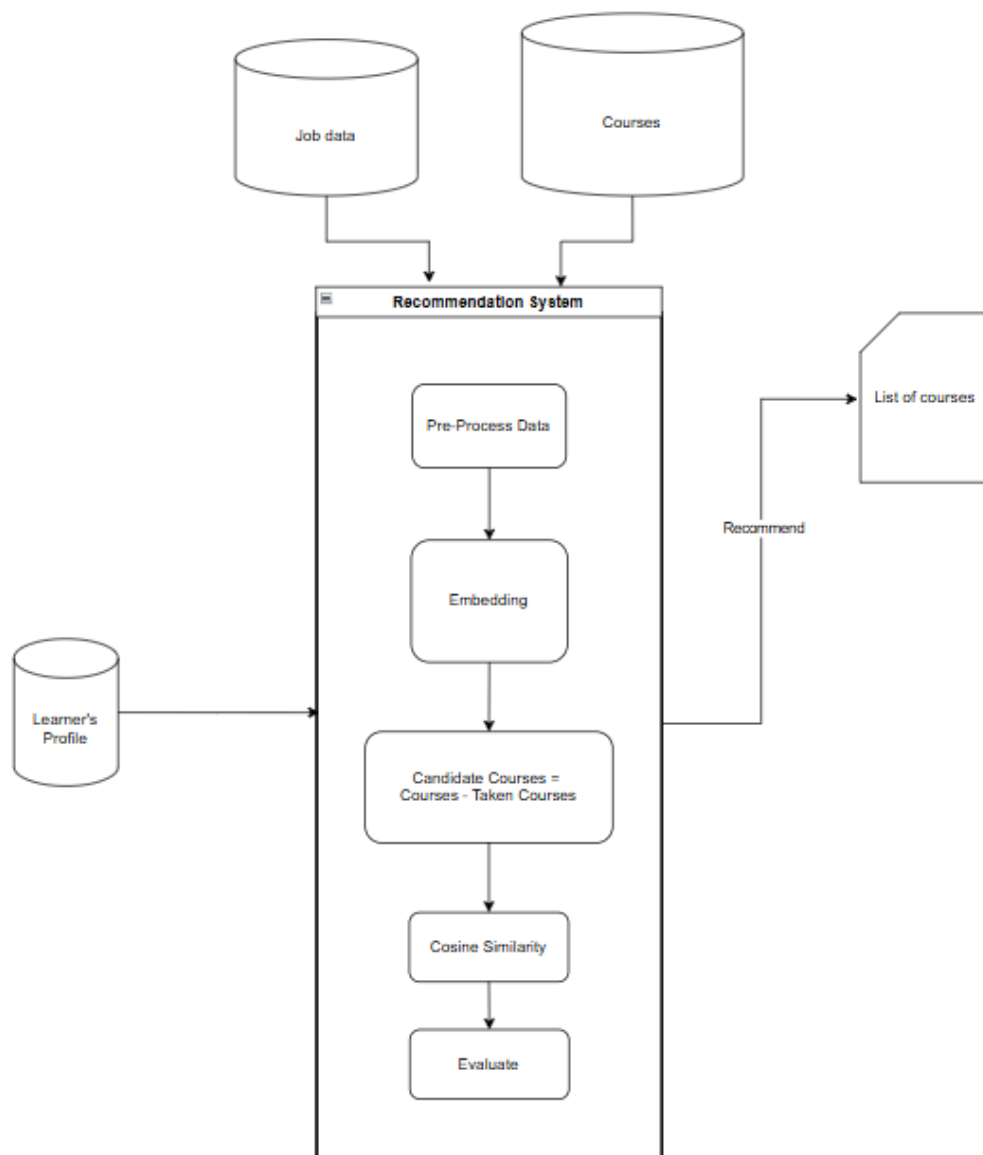 Job data
Courses
Recommendation System
Pre-Process Data
List of courses
Recommend
Embedding
Learner's
Profile
Candidate Courses =
Courses - Taken Courses
Cosine Similarity
Evaluate